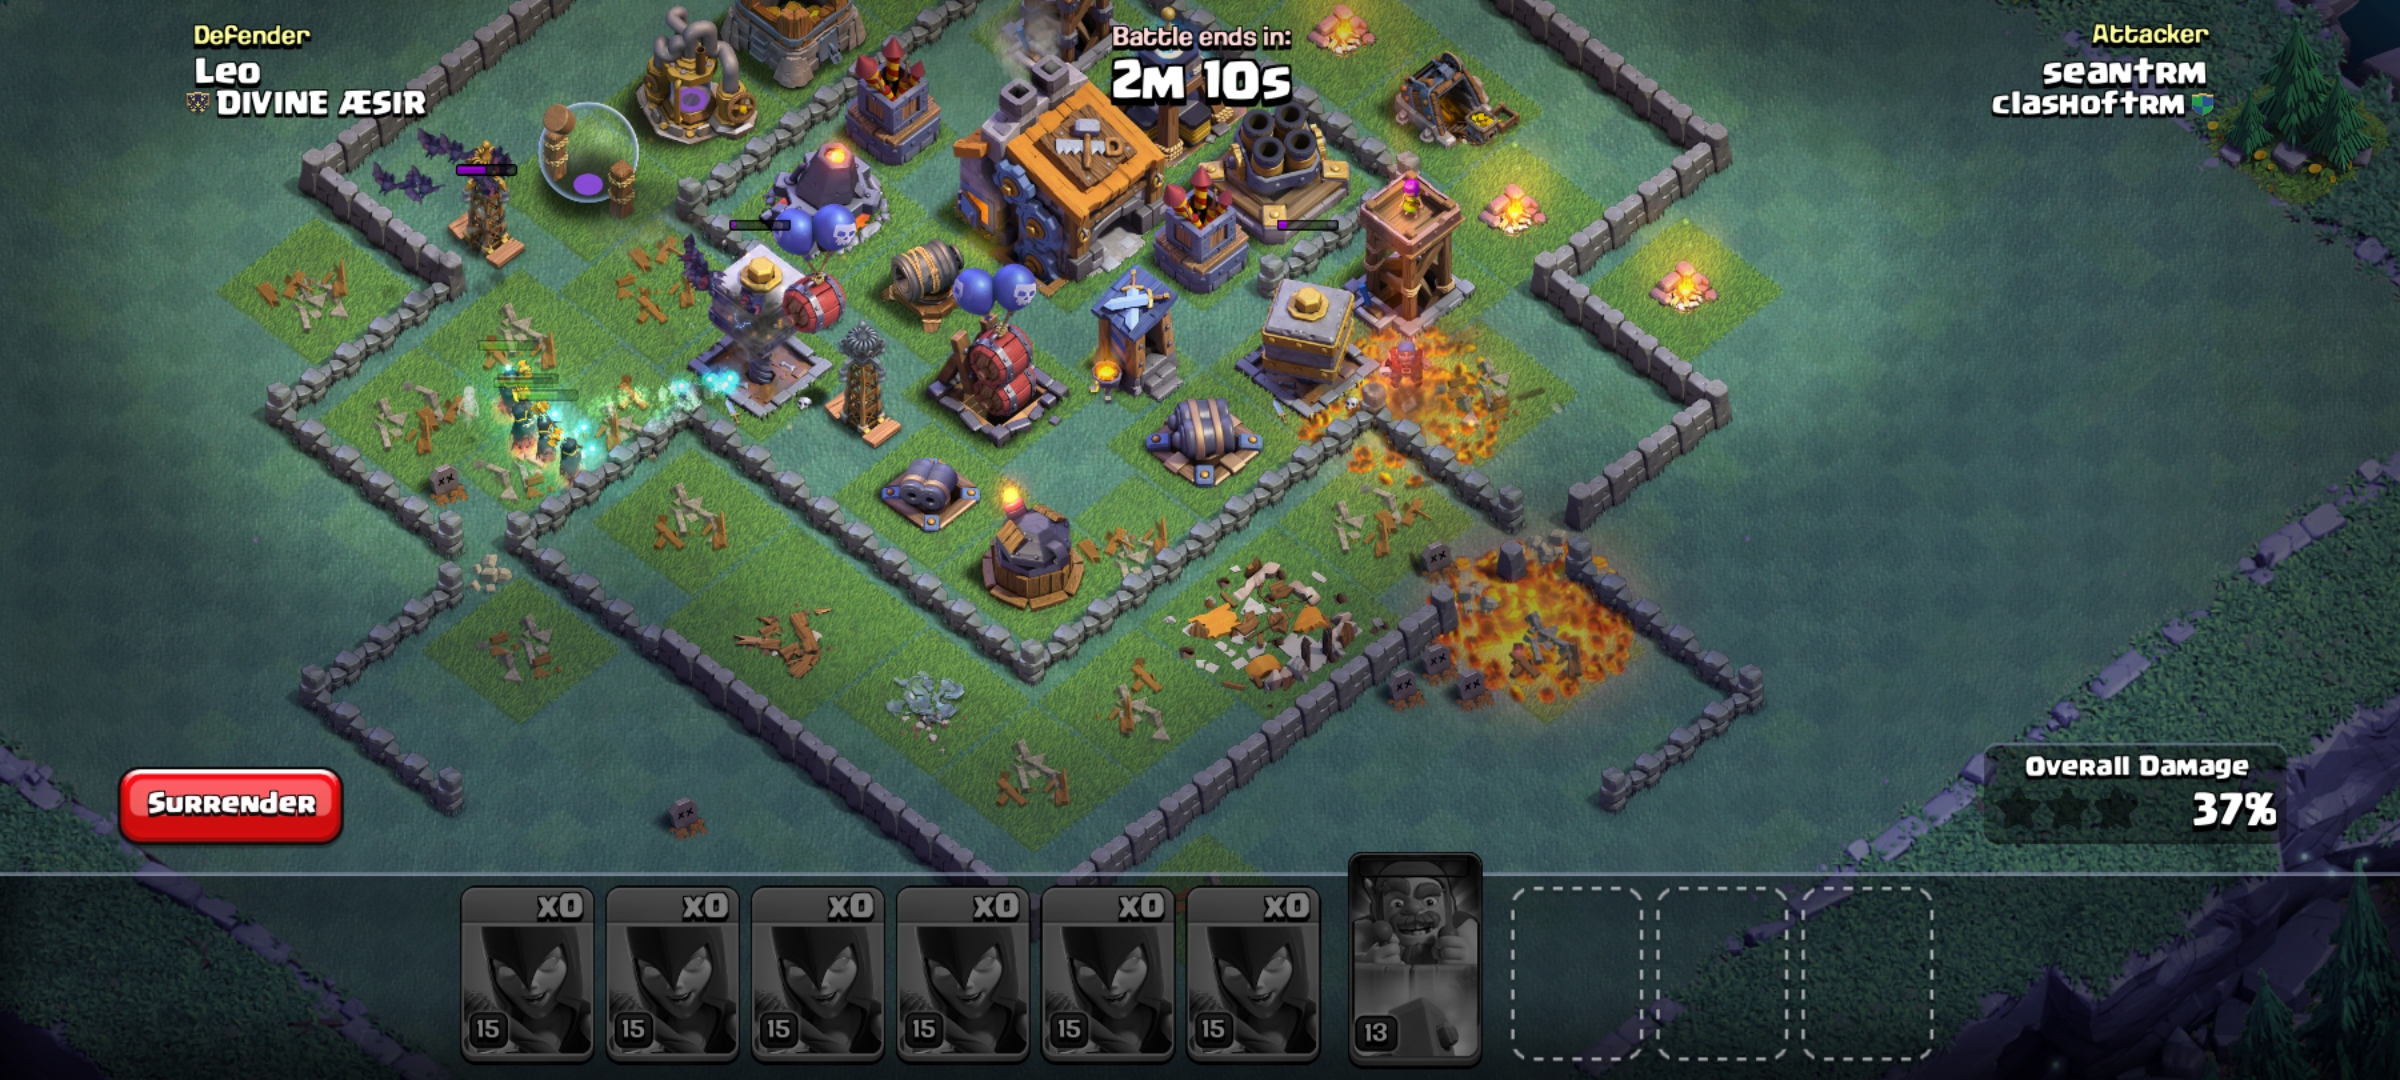 Defender
Leo
DIVINE ÆSIR
Battle ends in:
2M 10s
Attacker
seantRM
clashoftRM
Surrender
Overall Damage
37%
x0
x0
x0
x0
x0
x0
15
15
15
15
15
15
13